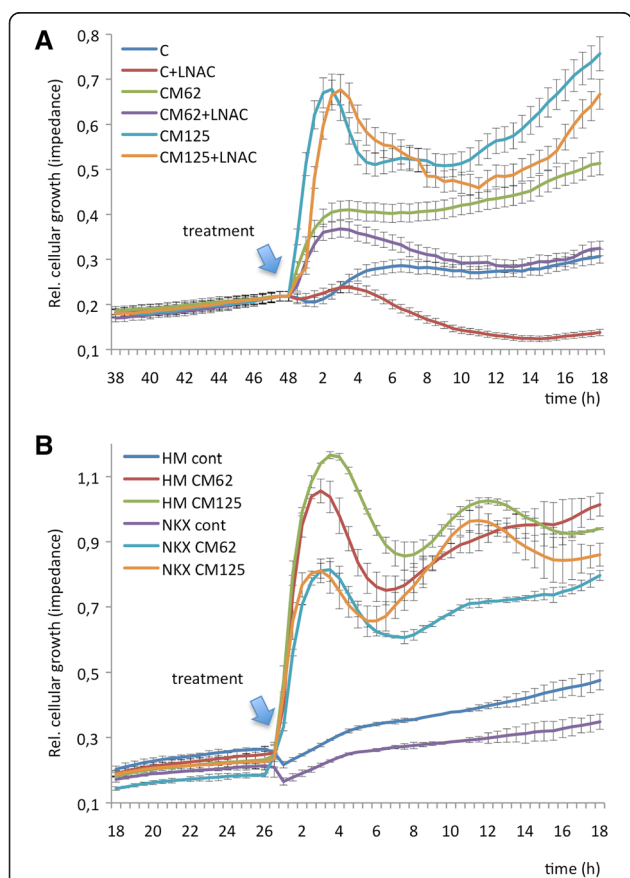 A
0,8
0,7
0,6
0,5
0,4
0,3
0,2
0,1
Rel. cellular growth (impedance)
C
C+LNAC
CM62
CM62+LNAC
CM125
CM125+LNAC
treatment
38 40 42 44 46 48 2 4 6 8 10 12 14 16 18
time (h)
B
1,1
0,9
0,7
0,5
0,3
0,1
Rel. cellular growth (impedance)
HM cont
HM CM62
HM CM125
NKX cont
NKX CM62
NKX CM125
treatment
18 20 22 24 26 2 4 6 8 10 12 14 16 18
time (h)